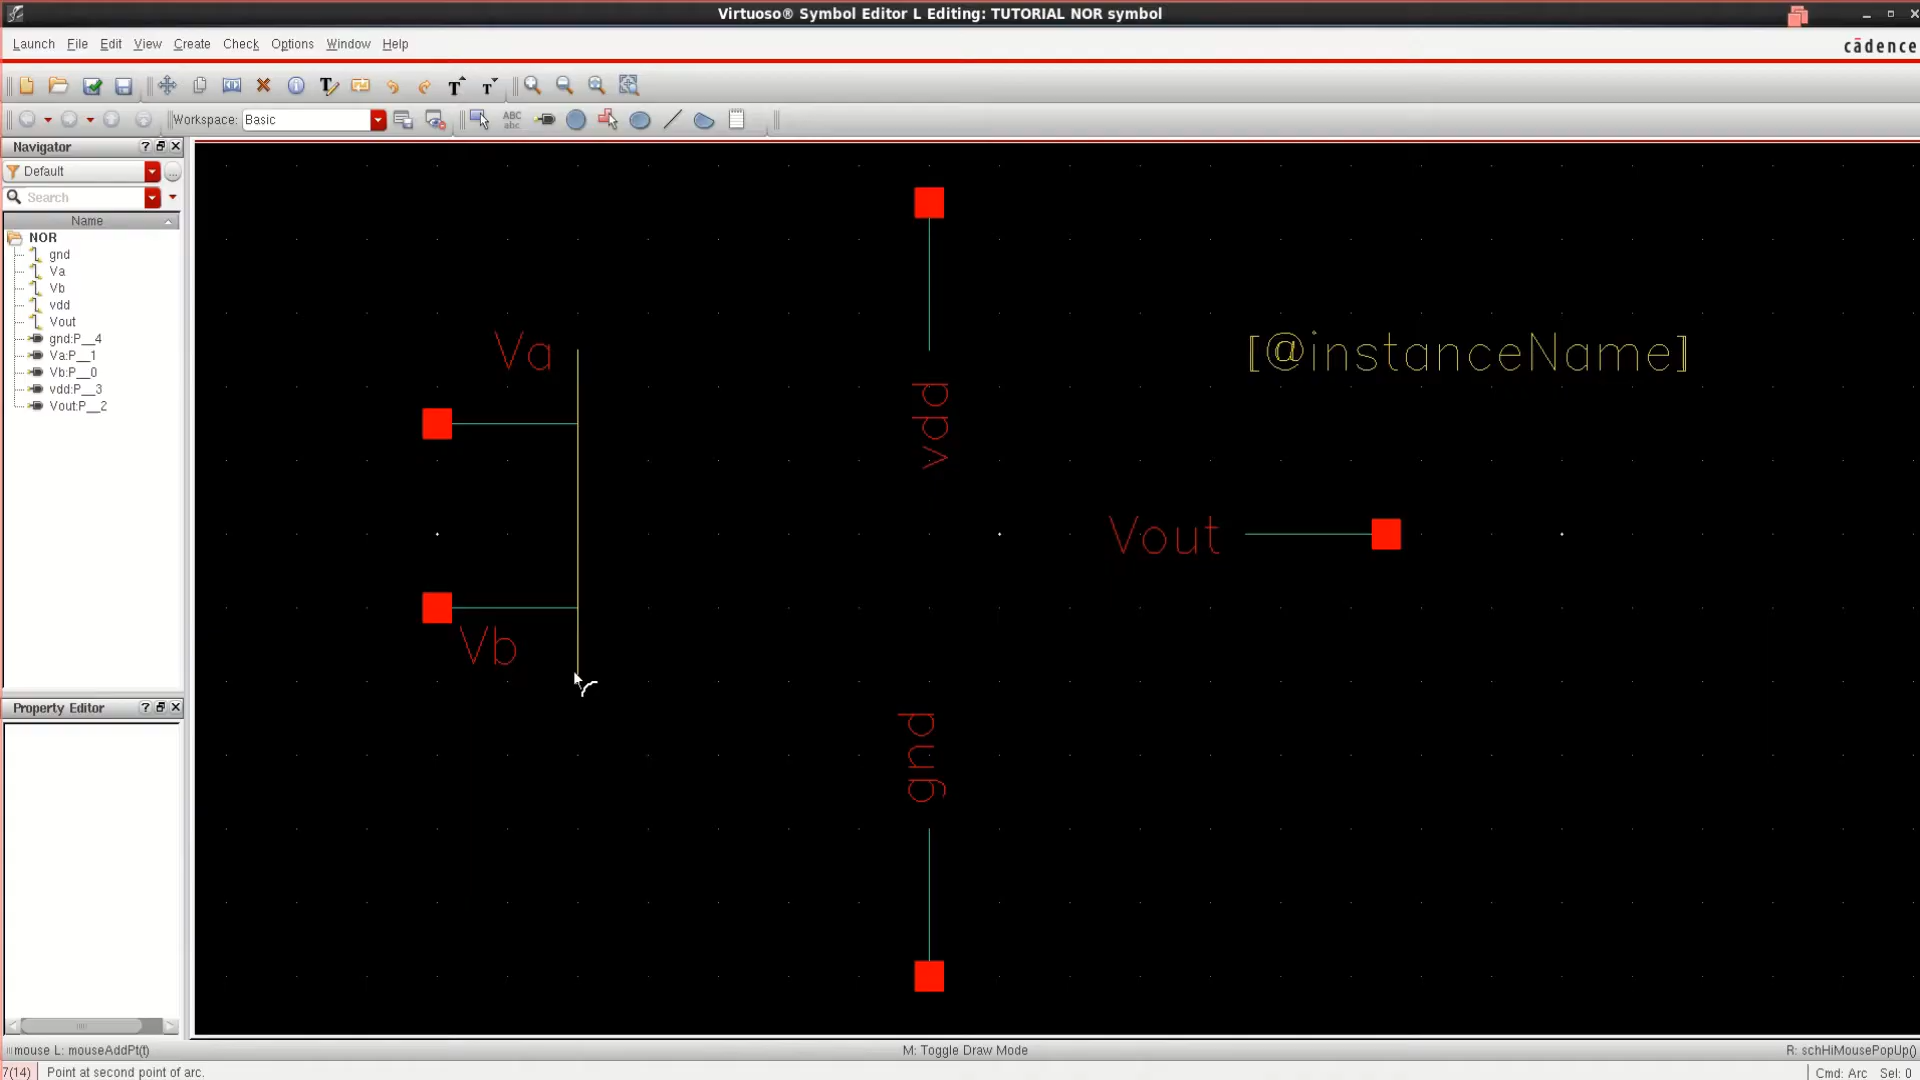 Virtuoso® Symbol Editor L Editing: TUTORIAL NOR symbol
Launch File Edit View Create Check Options Window Help
cādence
T T T
Workspace: Basic
ABC
abc
Navigator ?
Default
...
Search
Name
NOR
gnd
Va
Vb
vdd
Vout
gnd:P__4
Va:P__1
Vb:P__0
vdd:P__3
Vout:P__2
Property Editor ?
Va
Vb
vdd
gnd
[@instanceName]
Vout
mouse L: mouseAddPt(t) M: Toggle Draw Mode R: schHiMousePopUp()
7(14) Point at second point of arc. Cmd: Arc Sel: 0